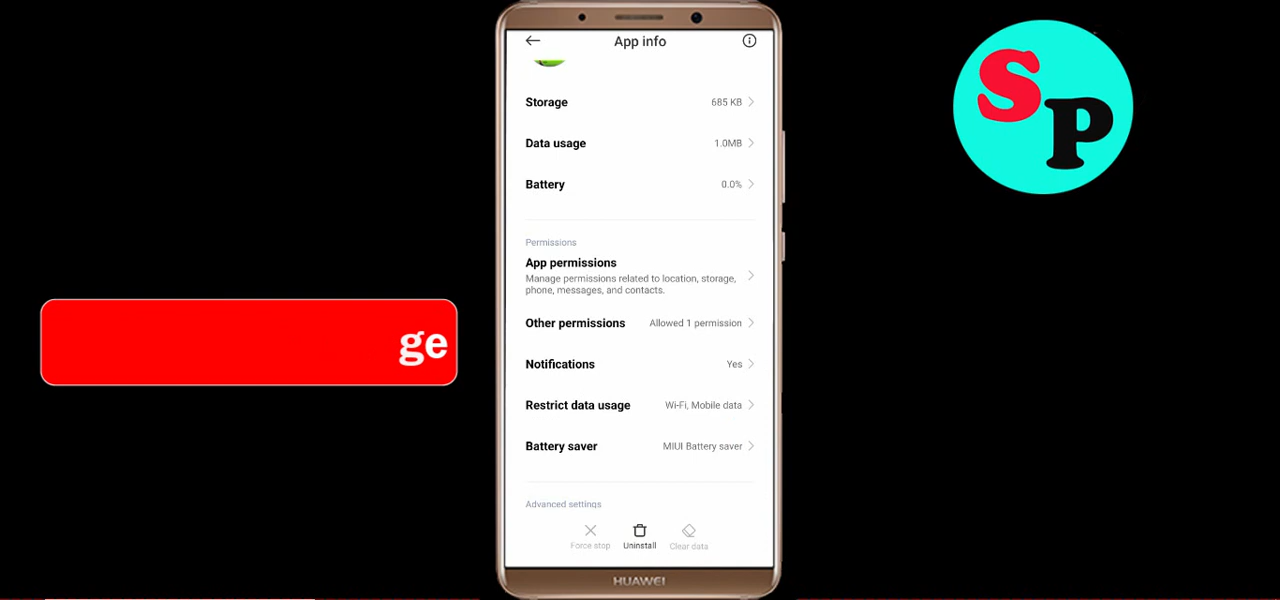 App info
Storage 685 KB
Data usage 1.0MB
Battery 0.0%
Permissions
App permissions
Manage permissions related to location, storage,
phone, messages, and contacts.
Other permissions Allowed 1 permission
Notifications Yes
Restrict data usage Wi-Fi, Mobile data
Battery saver MIUI Battery saver
Advanced settings
Force stop Uninstall Clear data
HUAWEI
ge
SP